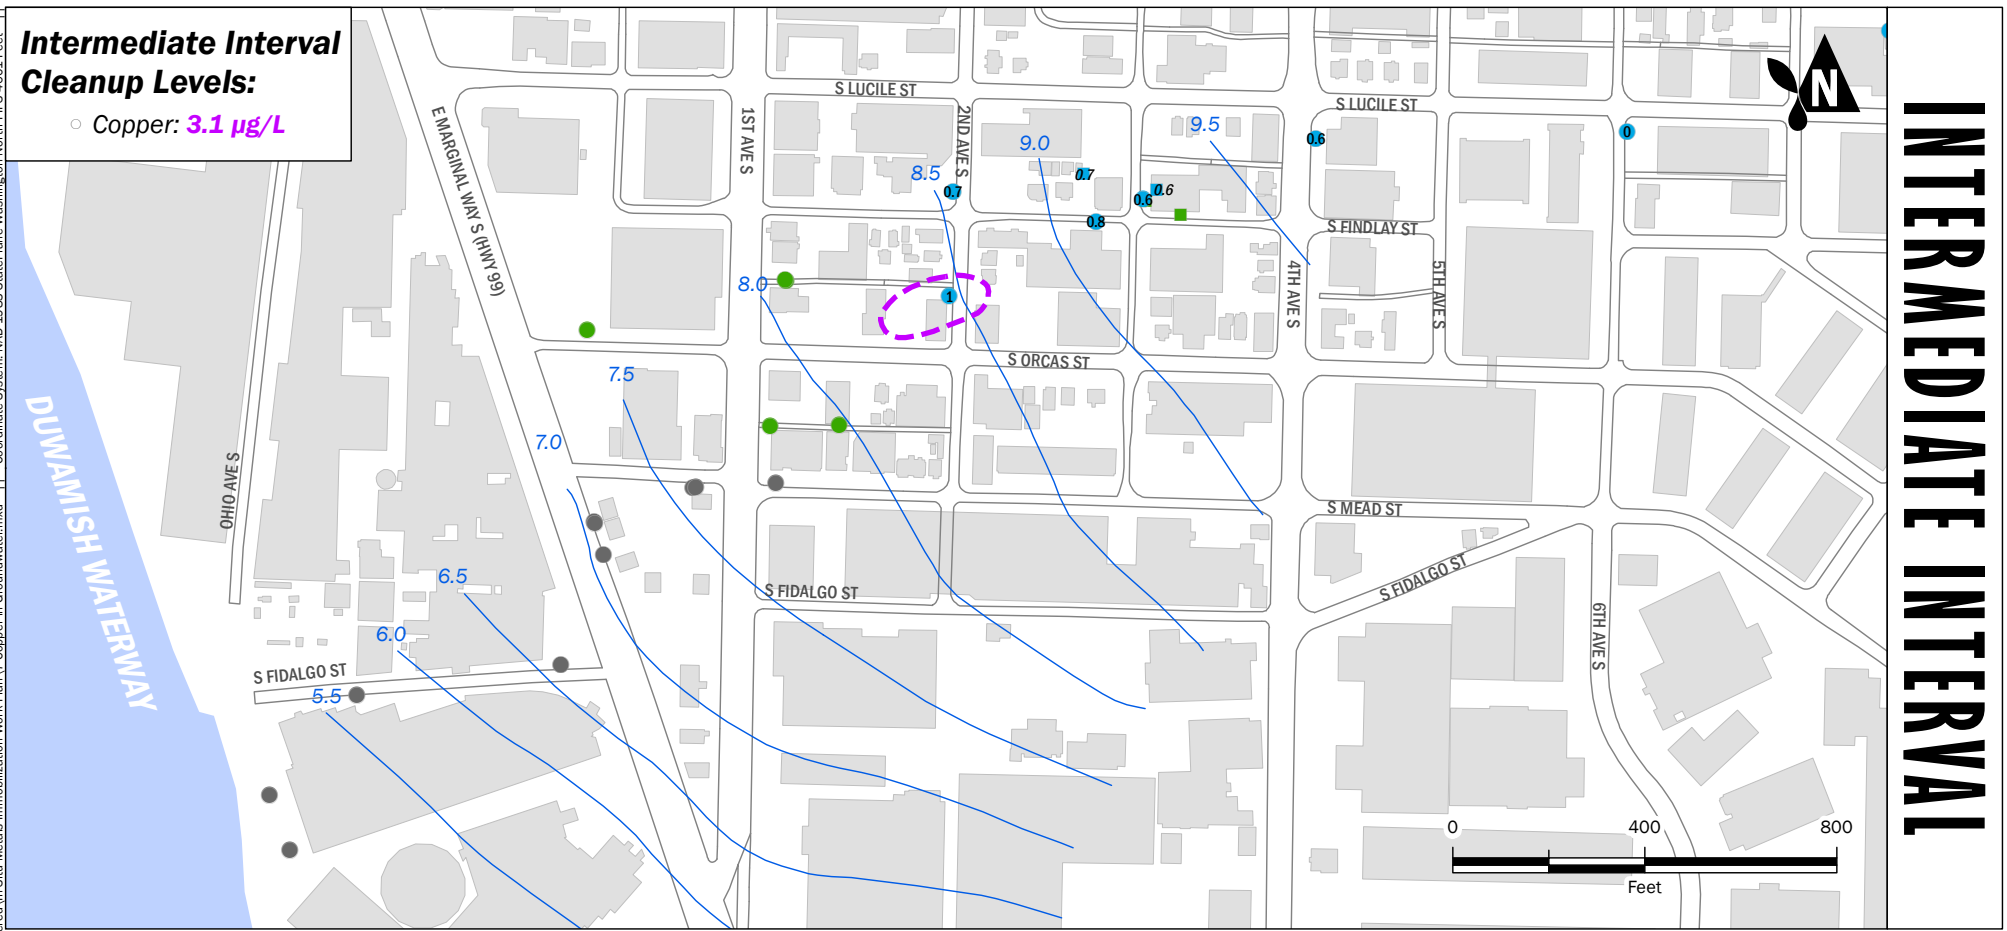 Intermediate Interval
Cleanup Levels:
Copper: 3.1 µg/L
N
INTERMEDIATE INTERVAL
S LUCILE ST
S LUCILE ST
E MARGINAL WAY S (HWY 99)
1ST AVE S
2ND AVE S
8.5
9.0
9.5
0.7
0.7
0.6
0.6
0.8
0.6
0
S FINDLAY ST
4TH AVE S
5TH AVE S
8.0
1
S ORCAS ST
7.5
7.0
DUWAMISH WATERWAY
OHIO AVE S
S MEAD ST
6.5
S FIDALGO ST
S FIDALGO ST
6TH AVE S
6.0
S FIDALGO ST
5.5
0 400 800
Feet